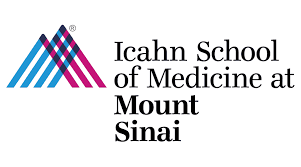 ®
Icahn School
of Medicine at
Mount
Sinai